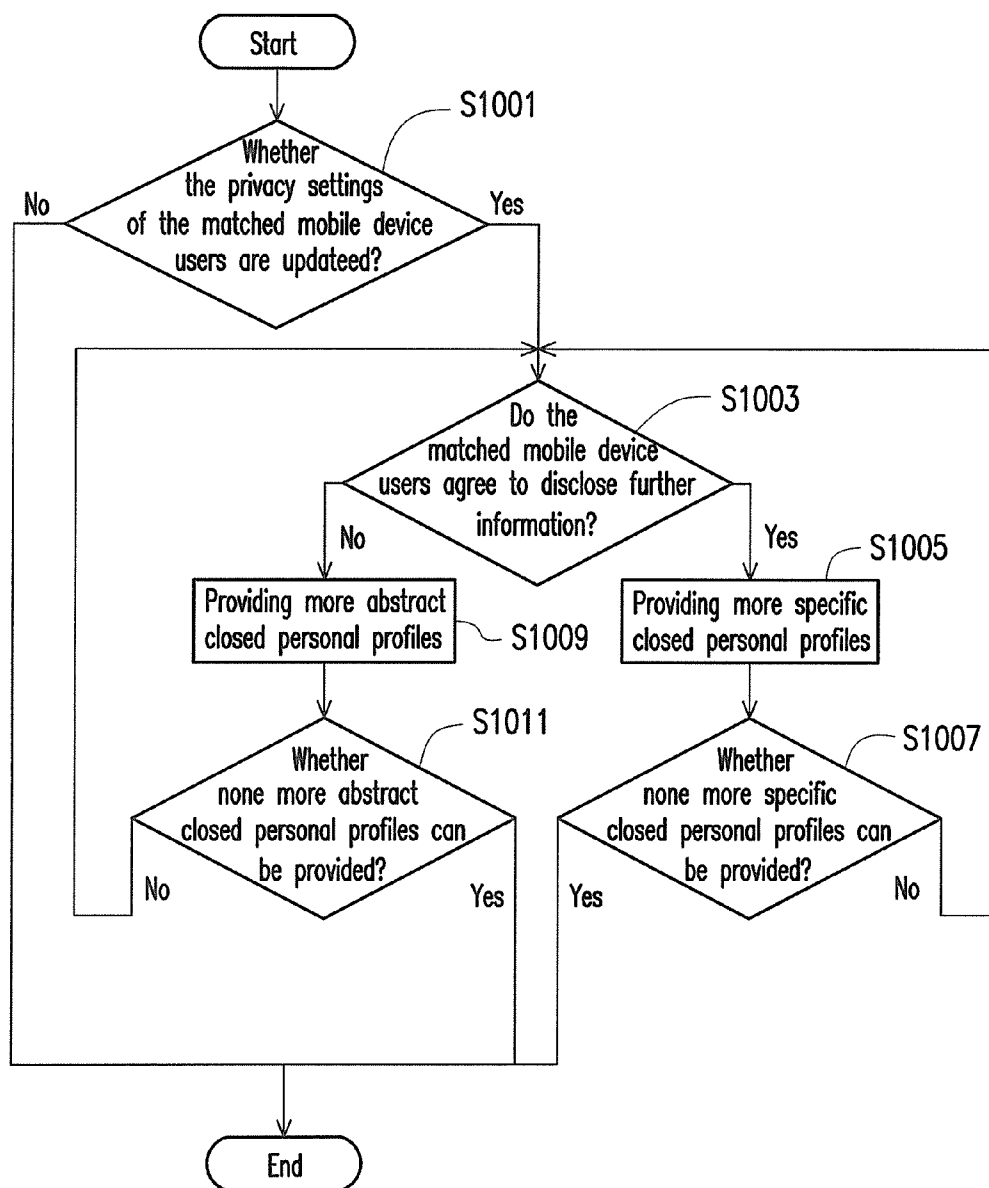 Start
S1001
Whether
the privacy settings
of the matched mobile device
users are updateed?
No
Yes
S1003
Do the
matched mobile device
users agree to disclose further
information?
No
Yes
S1005
Providing more abstract
closed personal profiles
S1009
Providing more specific
closed personal profiles
S1011
Whether
none more abstract
closed personal profiles can
be provided?
No
Yes
S1007
Whether
none more specific
closed personal profiles can
be provided?
Yes
No
End